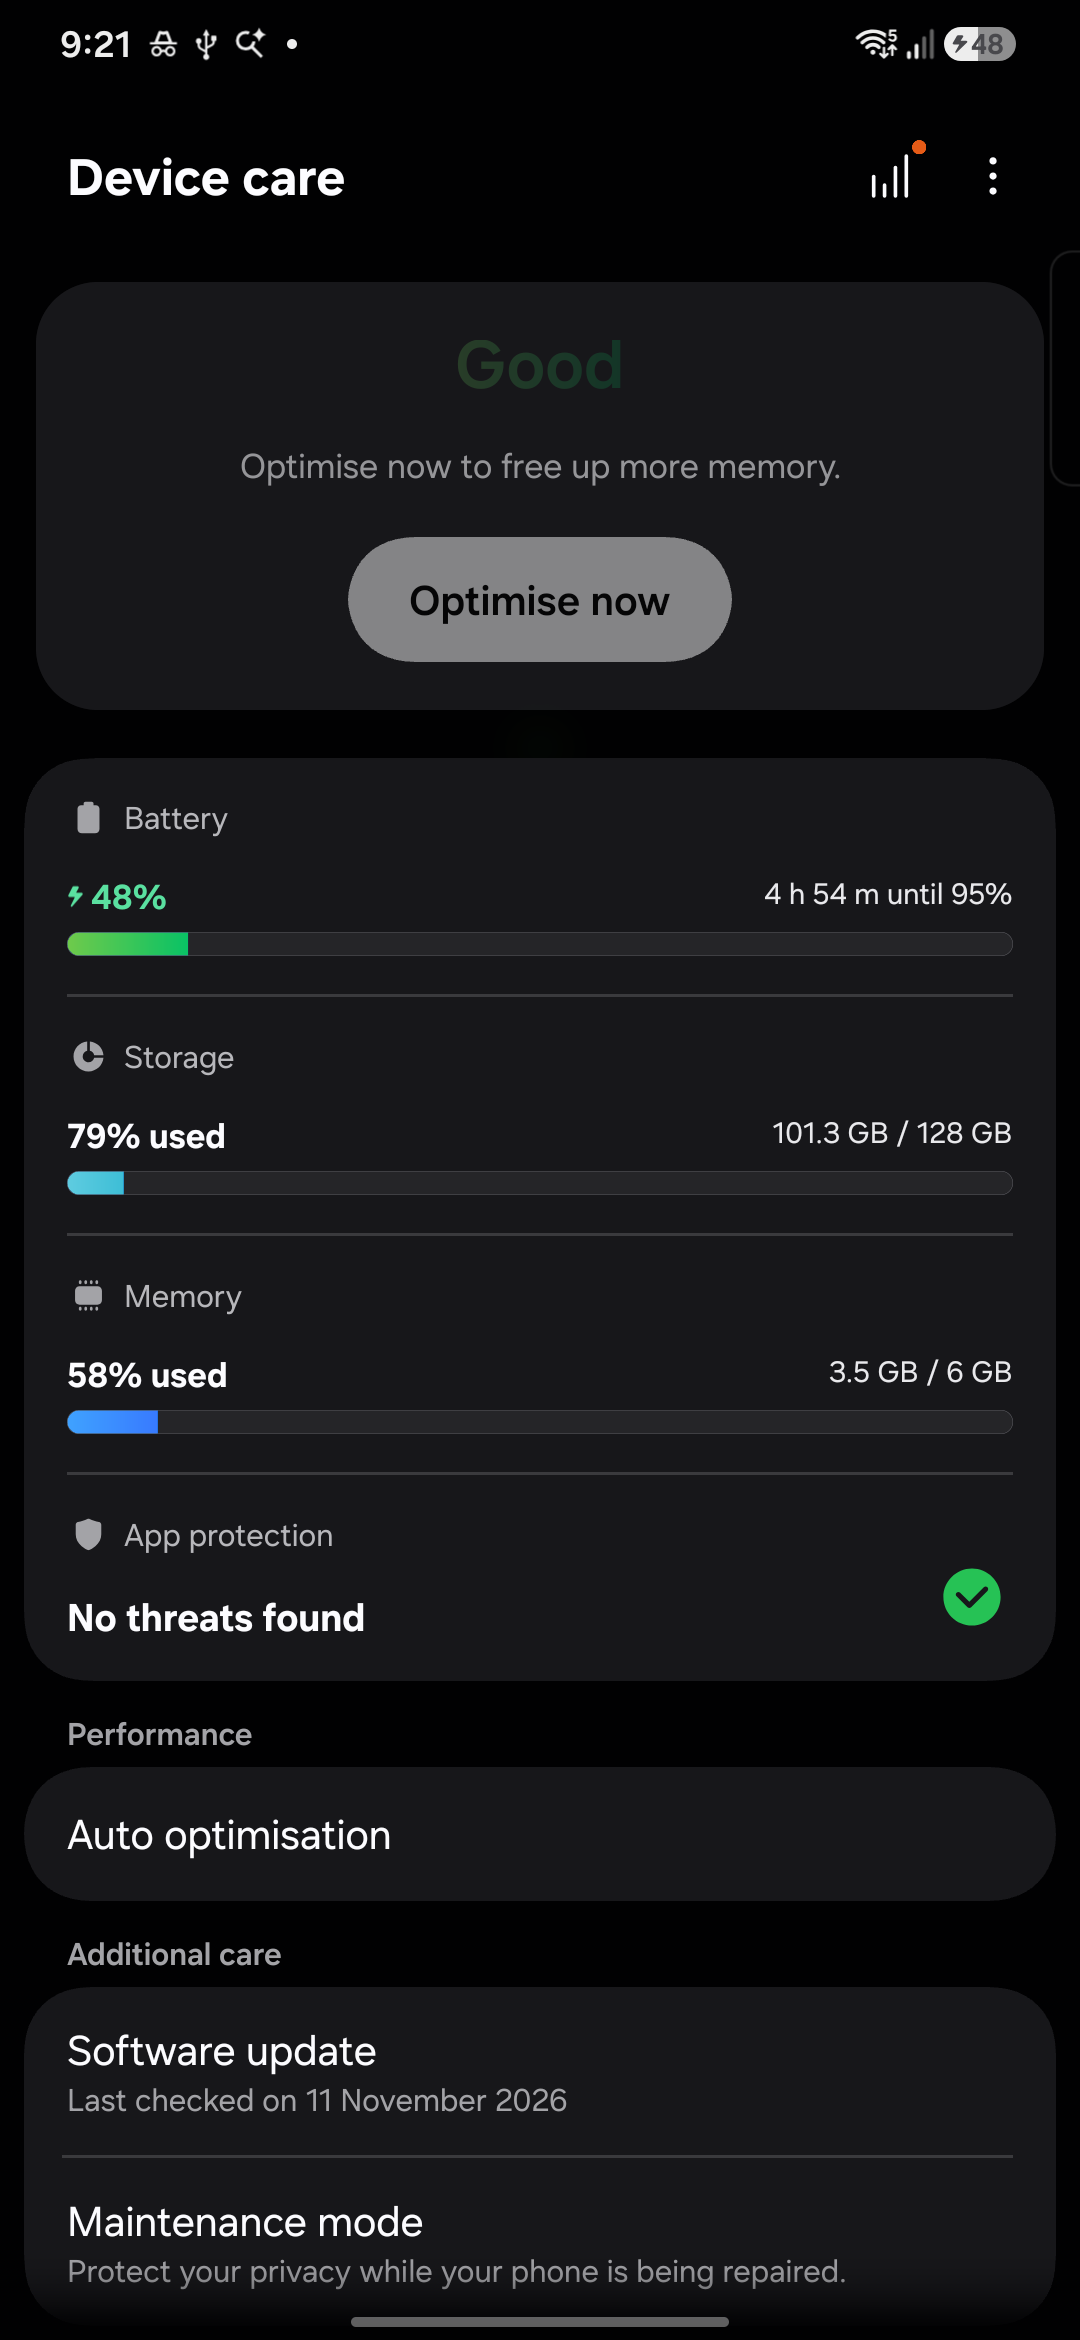 9:21
5
48
Device care
Good
Optimise now to free up more memory.
Optimise now
Battery
48%
4 h 54 m until 95%
Storage
79% used
101.3 GB / 128 GB
Memory
58% used
3.5 GB / 6 GB
App protection
No threats found
Performance
Auto optimisation
Additional care
Software update
Last checked on 11 November 2026
Maintenance mode
Protect your privacy while your phone is being repaired.